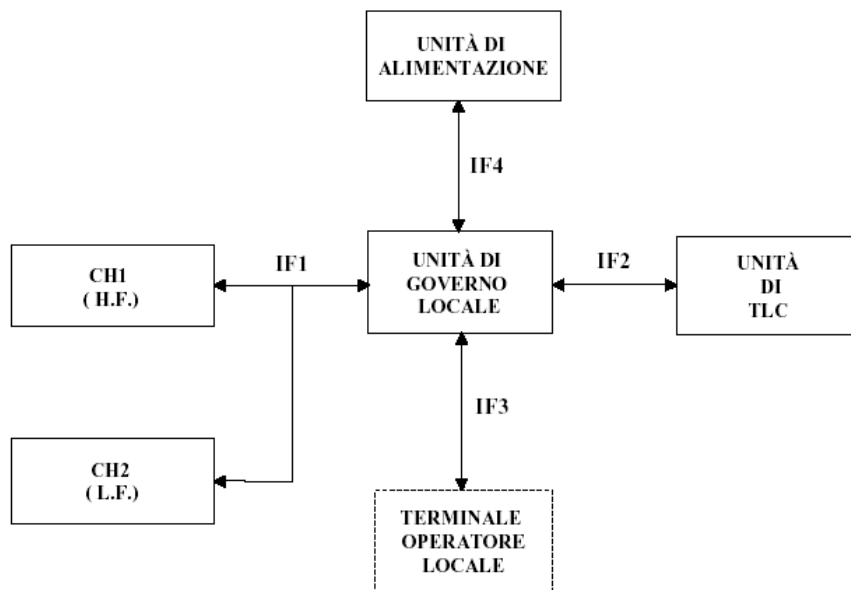 UNITÀ DI
ALIMENTAZIONE
IF4
CH1
( H.F.)
IF1
UNITÀ DI
GOVERNO
LOCALE
IF2
UNITÀ
DI
TLC
IF3
CH2
( L.F.)
TERMINALE
OPERATORE
LOCALE